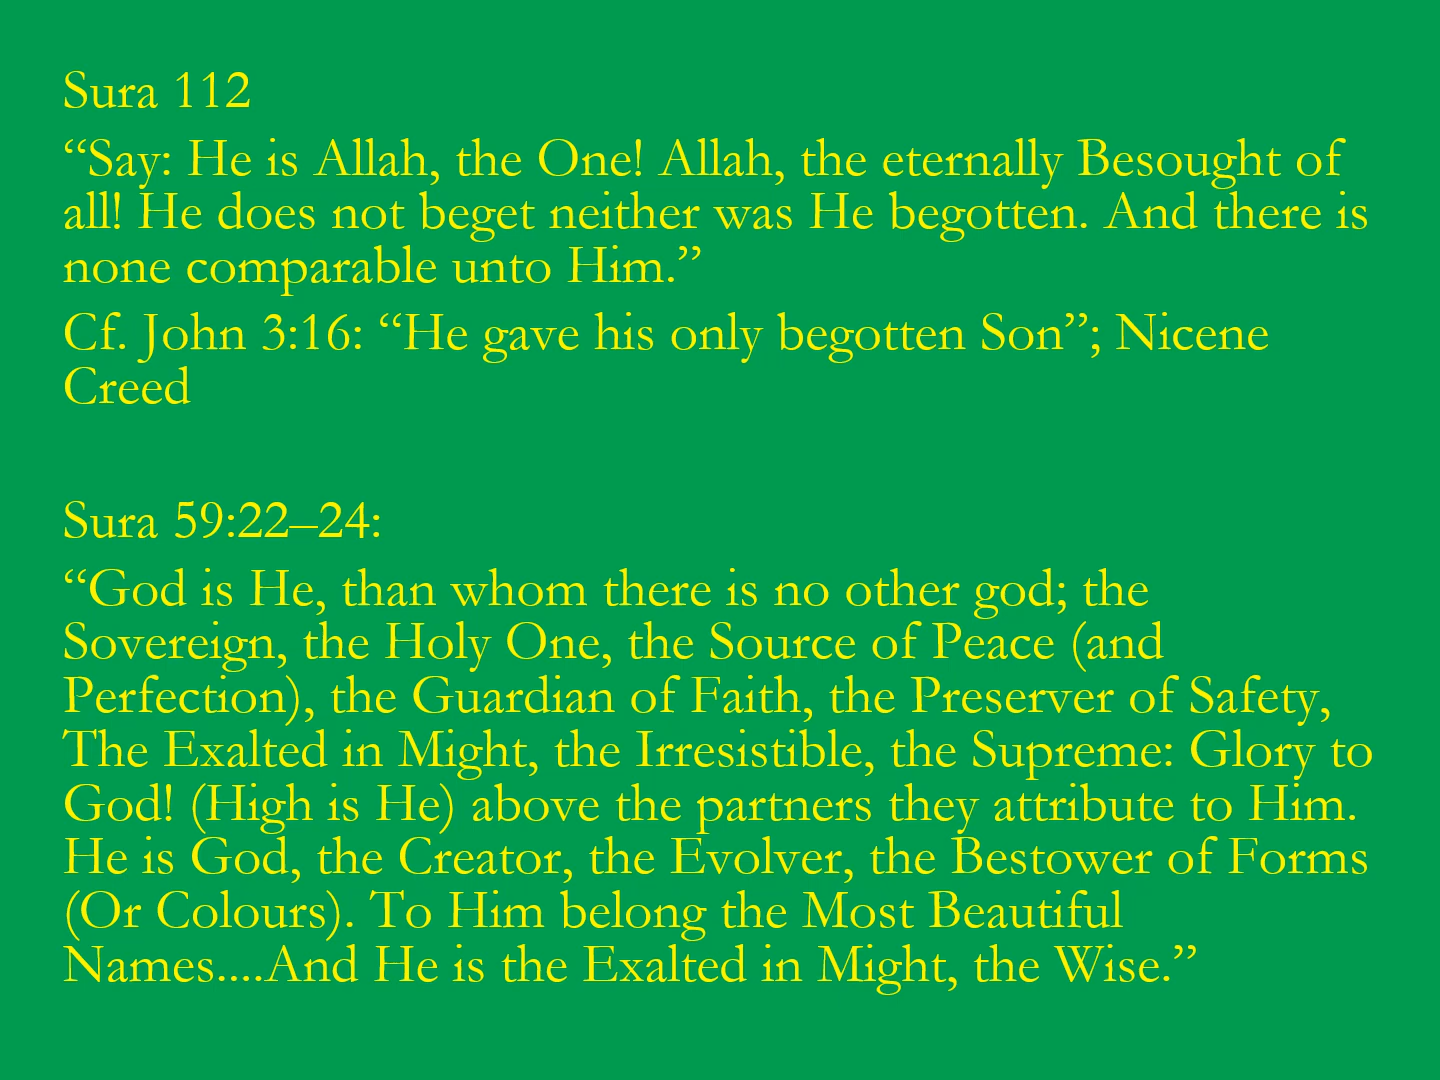 Sura 112
“Say: He is Allah, the One! Allah, the eternally Besought of
all! He does not beget neither was He begotten. And there is
none comparable unto Him.”
Cf. John 3:16: “He gave his only begotten Son”; Nicene
Creed
Sura 59:22–24:
“God is He, than whom there is no other god; the
Sovereign, the Holy One, the Source of Peace (and
Perfection), the Guardian of Faith, the Preserver of Safety,
The Exalted in Might, the Irresistible, the Supreme: Glory to
God! (High is He) above the partners they attribute to Him.
He is God, the Creator, the Evolver, the Bestower of Forms
(Or Colours). To Him belong the Most Beautiful
Names....And He is the Exalted in Might, the Wise.”